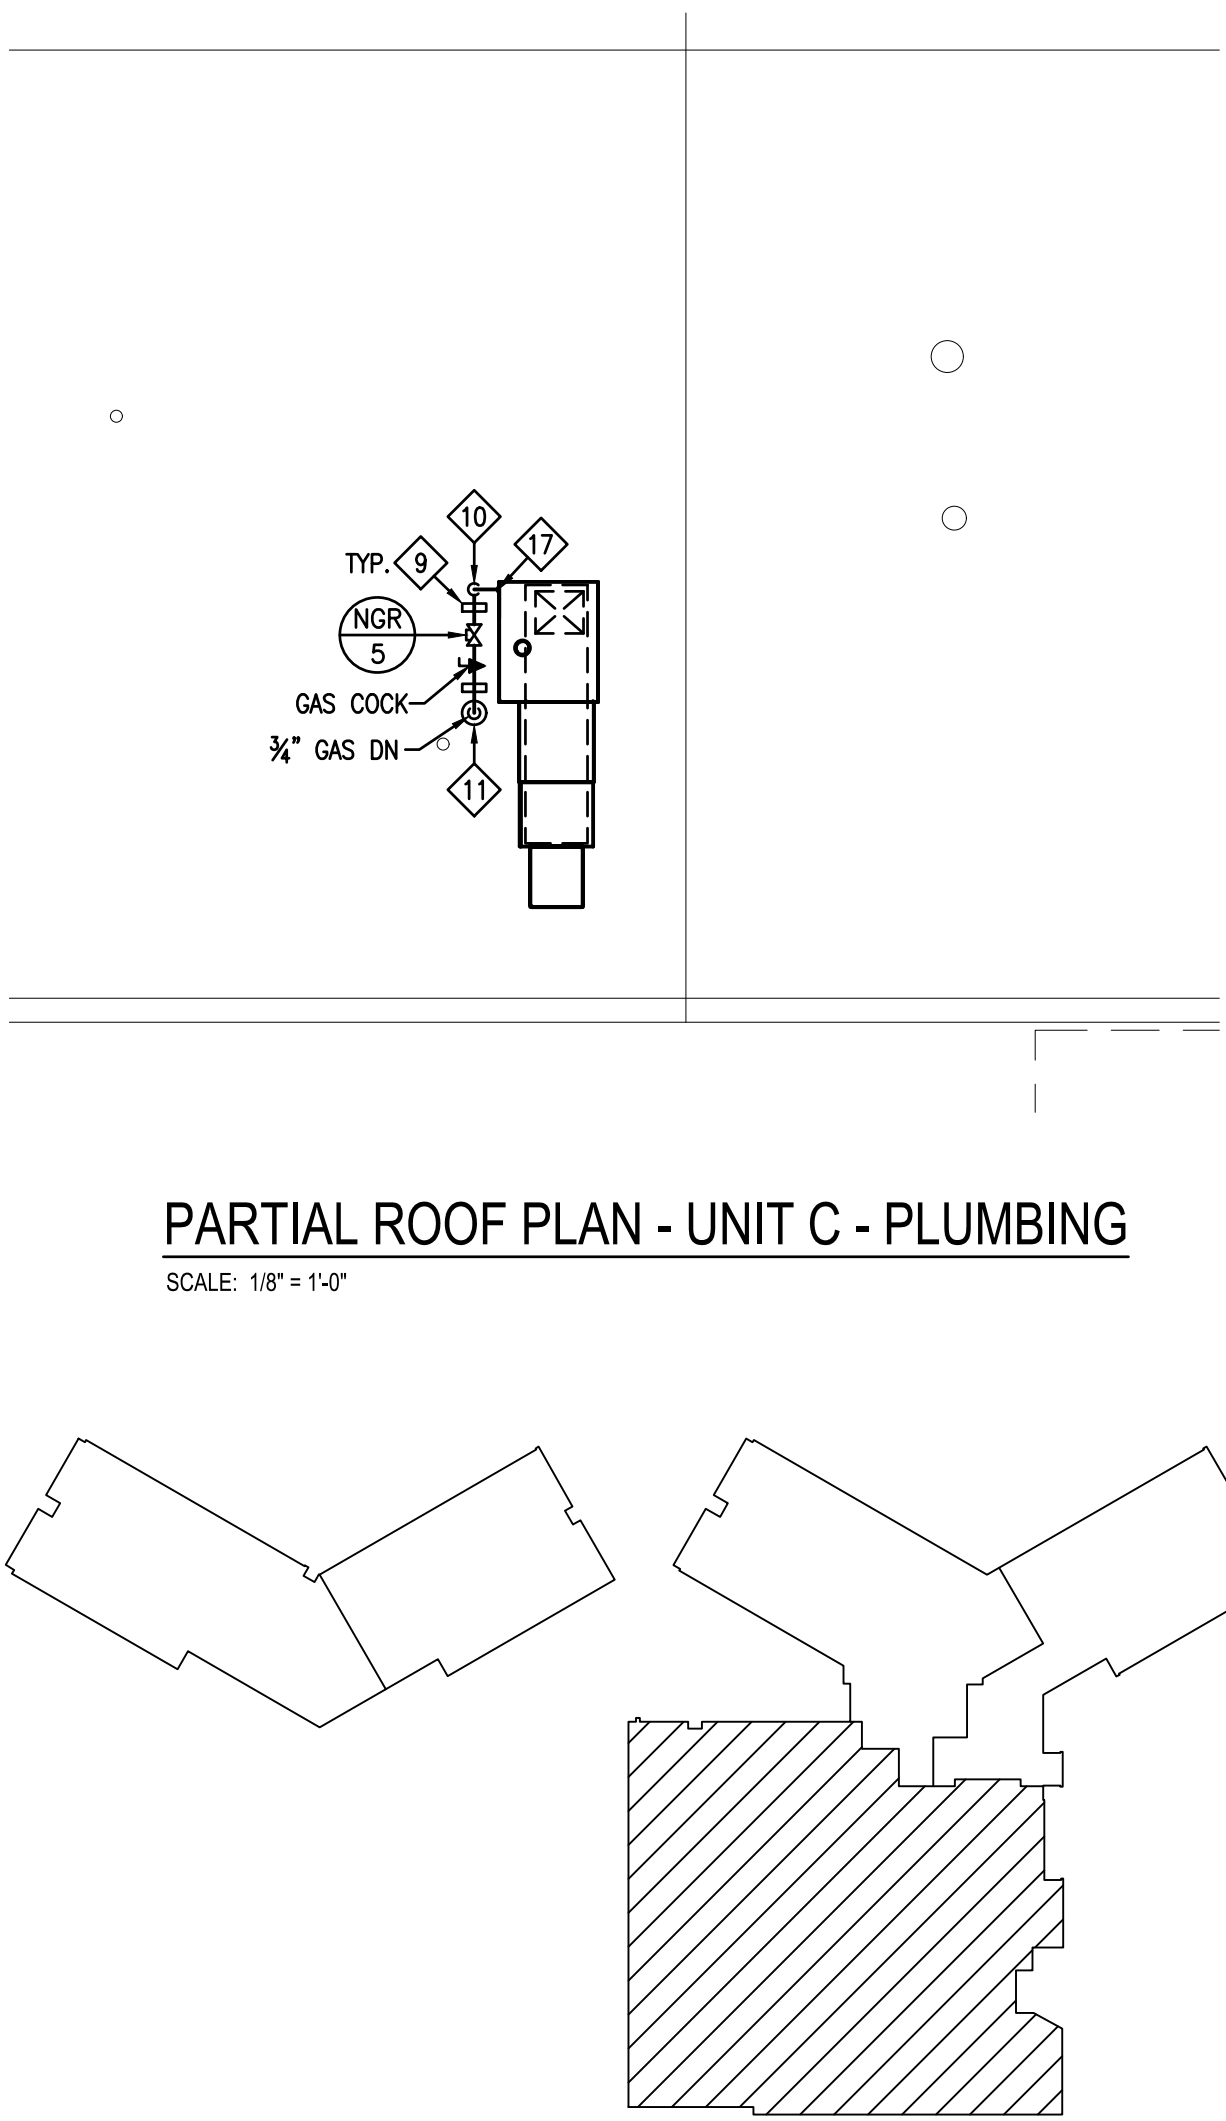 10
17
TYP. 9
NGR
5
GAS COCK
¾" GAS DN
11
PARTIAL ROOF PLAN - UNIT C - PLUMBING
SCALE: 1/8" = 1'-0"